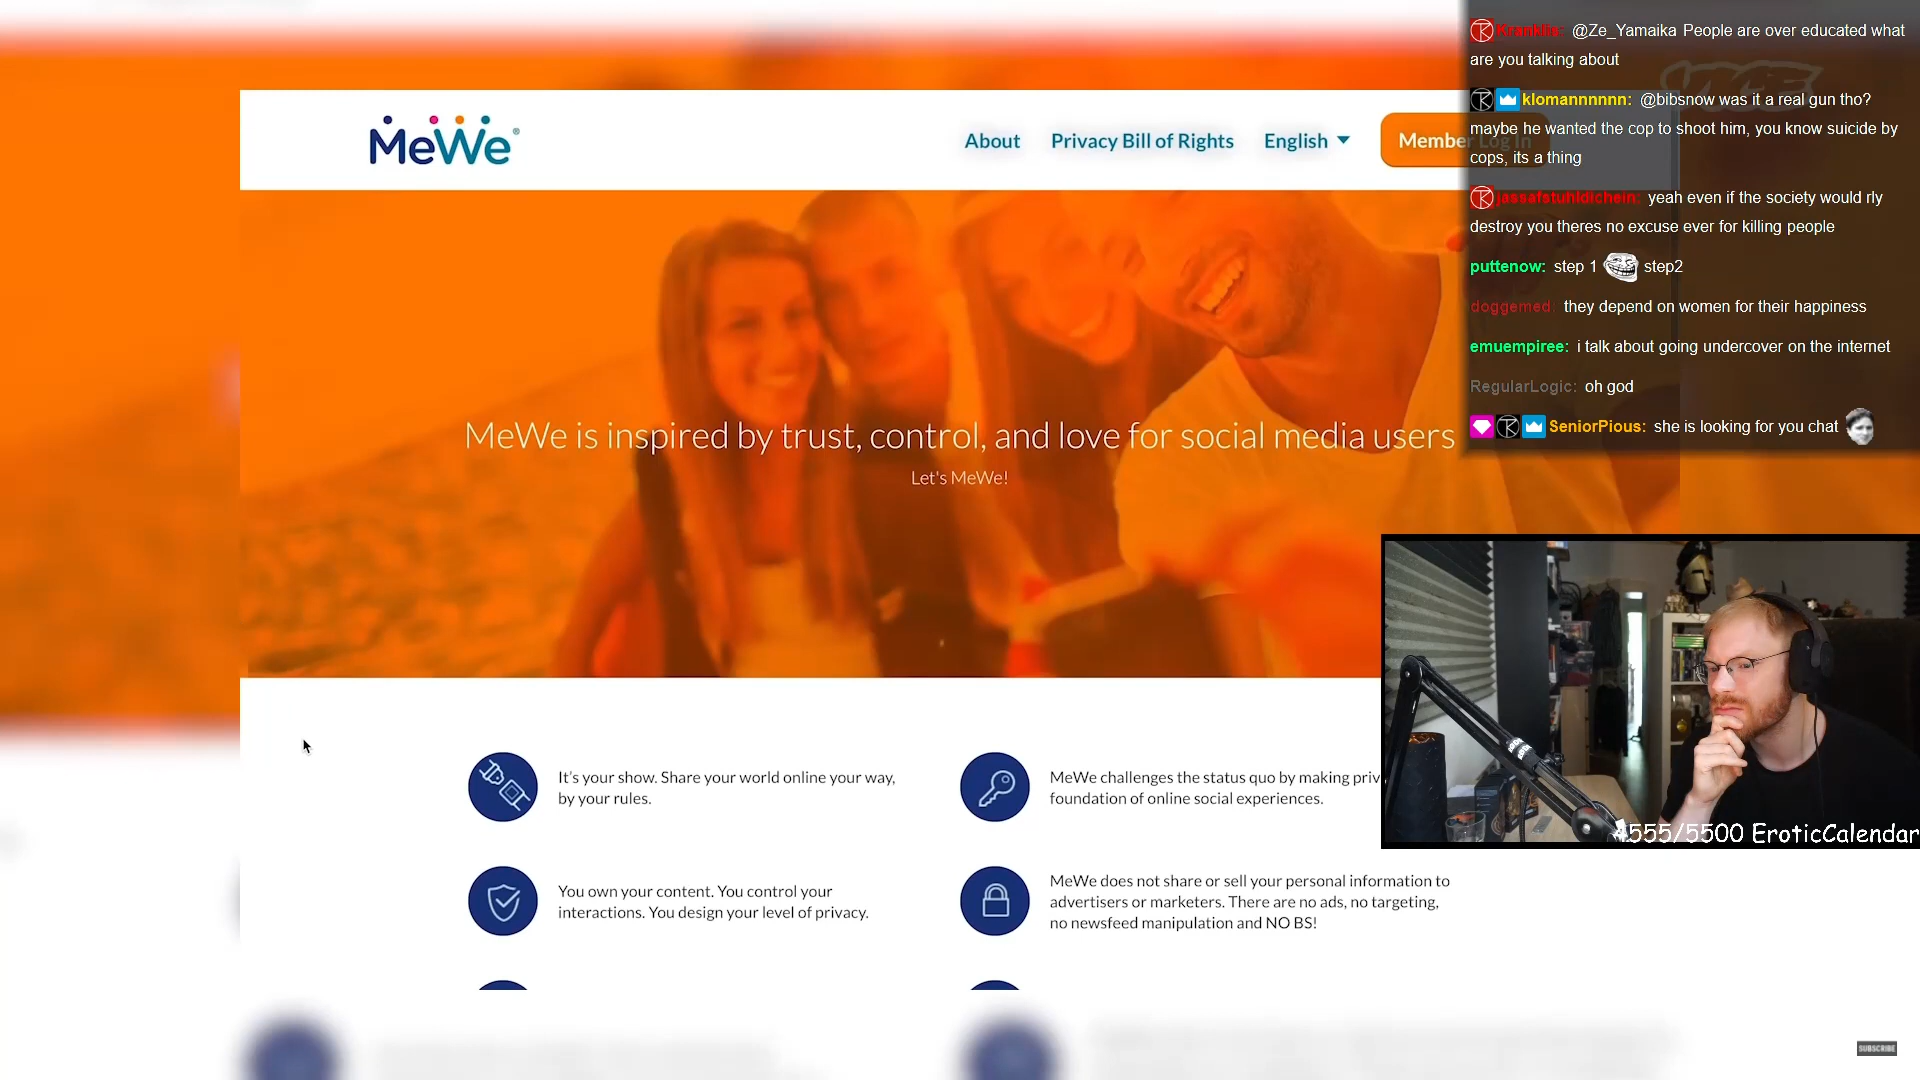 MeWe
About
Privacy Bill of Rights
English
Member Log In
MeWe is inspired by trust, control, and love for social media users
Let's MeWe!
It's your show. Share your world online your way,
by your rules.
MeWe challenges the status quo by making priv
foundation of online social experiences.
You own your content. You control your
interactions. You design your level of privacy.
MeWe does not share or sell your personal information to
advertisers or marketers. There are no ads, no targeting,
no newsfeed manipulation and NO BS!
VICE
Kranklis: @Ze_Yamaika People are over educated what
are you talking about
klomannnnnn: @bibsnow was it a real gun tho?
maybe he wanted the cop to shoot him, you know suicide by
cops, its a thing
jassafstuhldichein: yeah even if the society would rly
destroy you theres no excuse ever for killing people
puttenow: step 1 step2
doggemed: they depend on women for their happiness
emuempiree: i talk about going undercover on the internet
RegularLogic: oh god
SeniorPious: she is looking for you chat
4555/5500 EroticCalendar
SUBSCRIBE